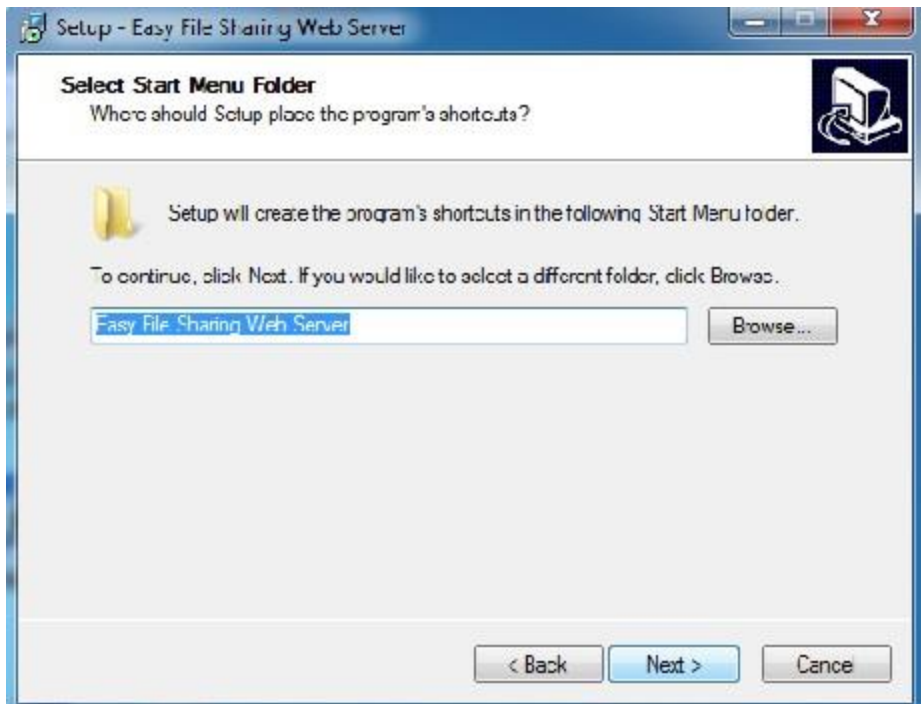 Setup - Easy File Sharing Web Server
Select Start Menu Folder
Where should Setup place the program's shortcuts?
Setup will create the program's shortcuts in the following Start Menu folder.
To continue, click Next. If you would like to select a different folder, click Browse.
Easy File Sharing Web Server
Browse...
< Back
Next >
Cancel